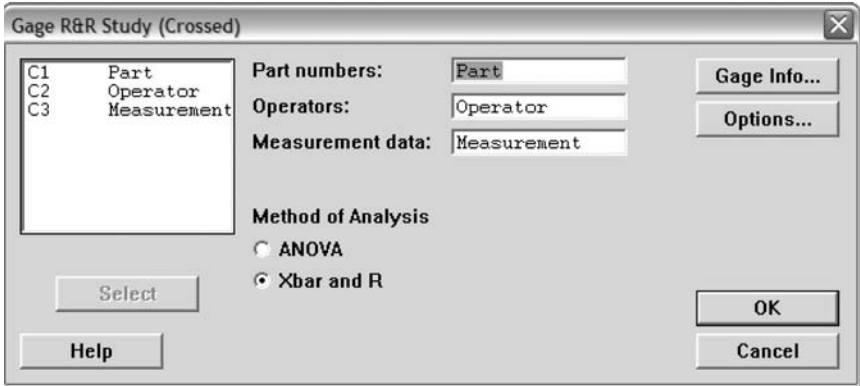 Gage R&R Study (Crossed)
C1 Part
C2 Operator
C3 Measurement
Part numbers: Part
Operators: Operator
Measurement data: Measurement
Gage Info...
Options...
Method of Analysis
ANOVA
Xbar and R
Select
Help
OK
Cancel